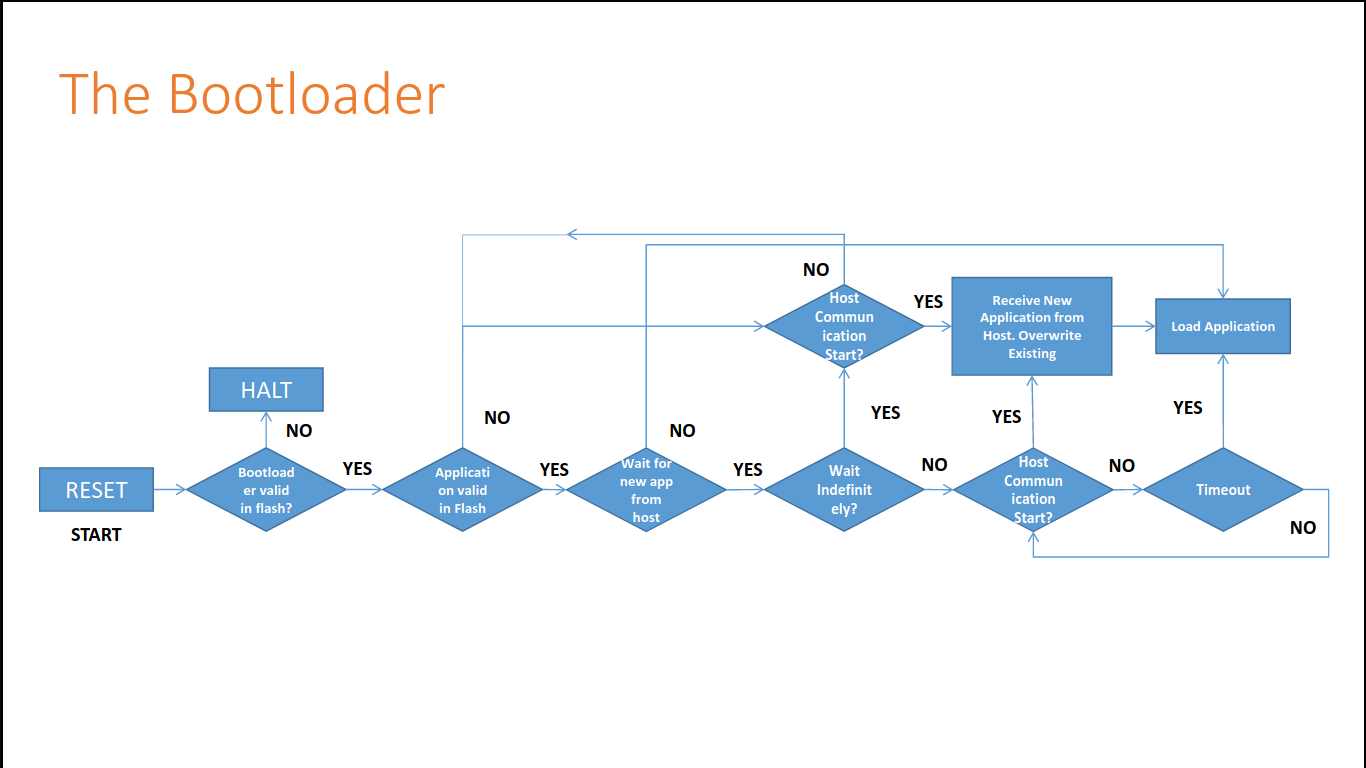 The Bootloader
NO
Host
Commun
ication
Start?
YES
Receive New
Application from
Host. Overwrite
Existing
Load Application
HALT
NO
NO
NO
YES
YES
YES
RESET
START
Bootload
er valid
in flash?
YES
Applicati
on valid
in Flash
YES
Wait for
new app
from
host
YES
Wait
Indefinit
ely?
NO
Host
Commun
ication
Start?
NO
Timeout
NO